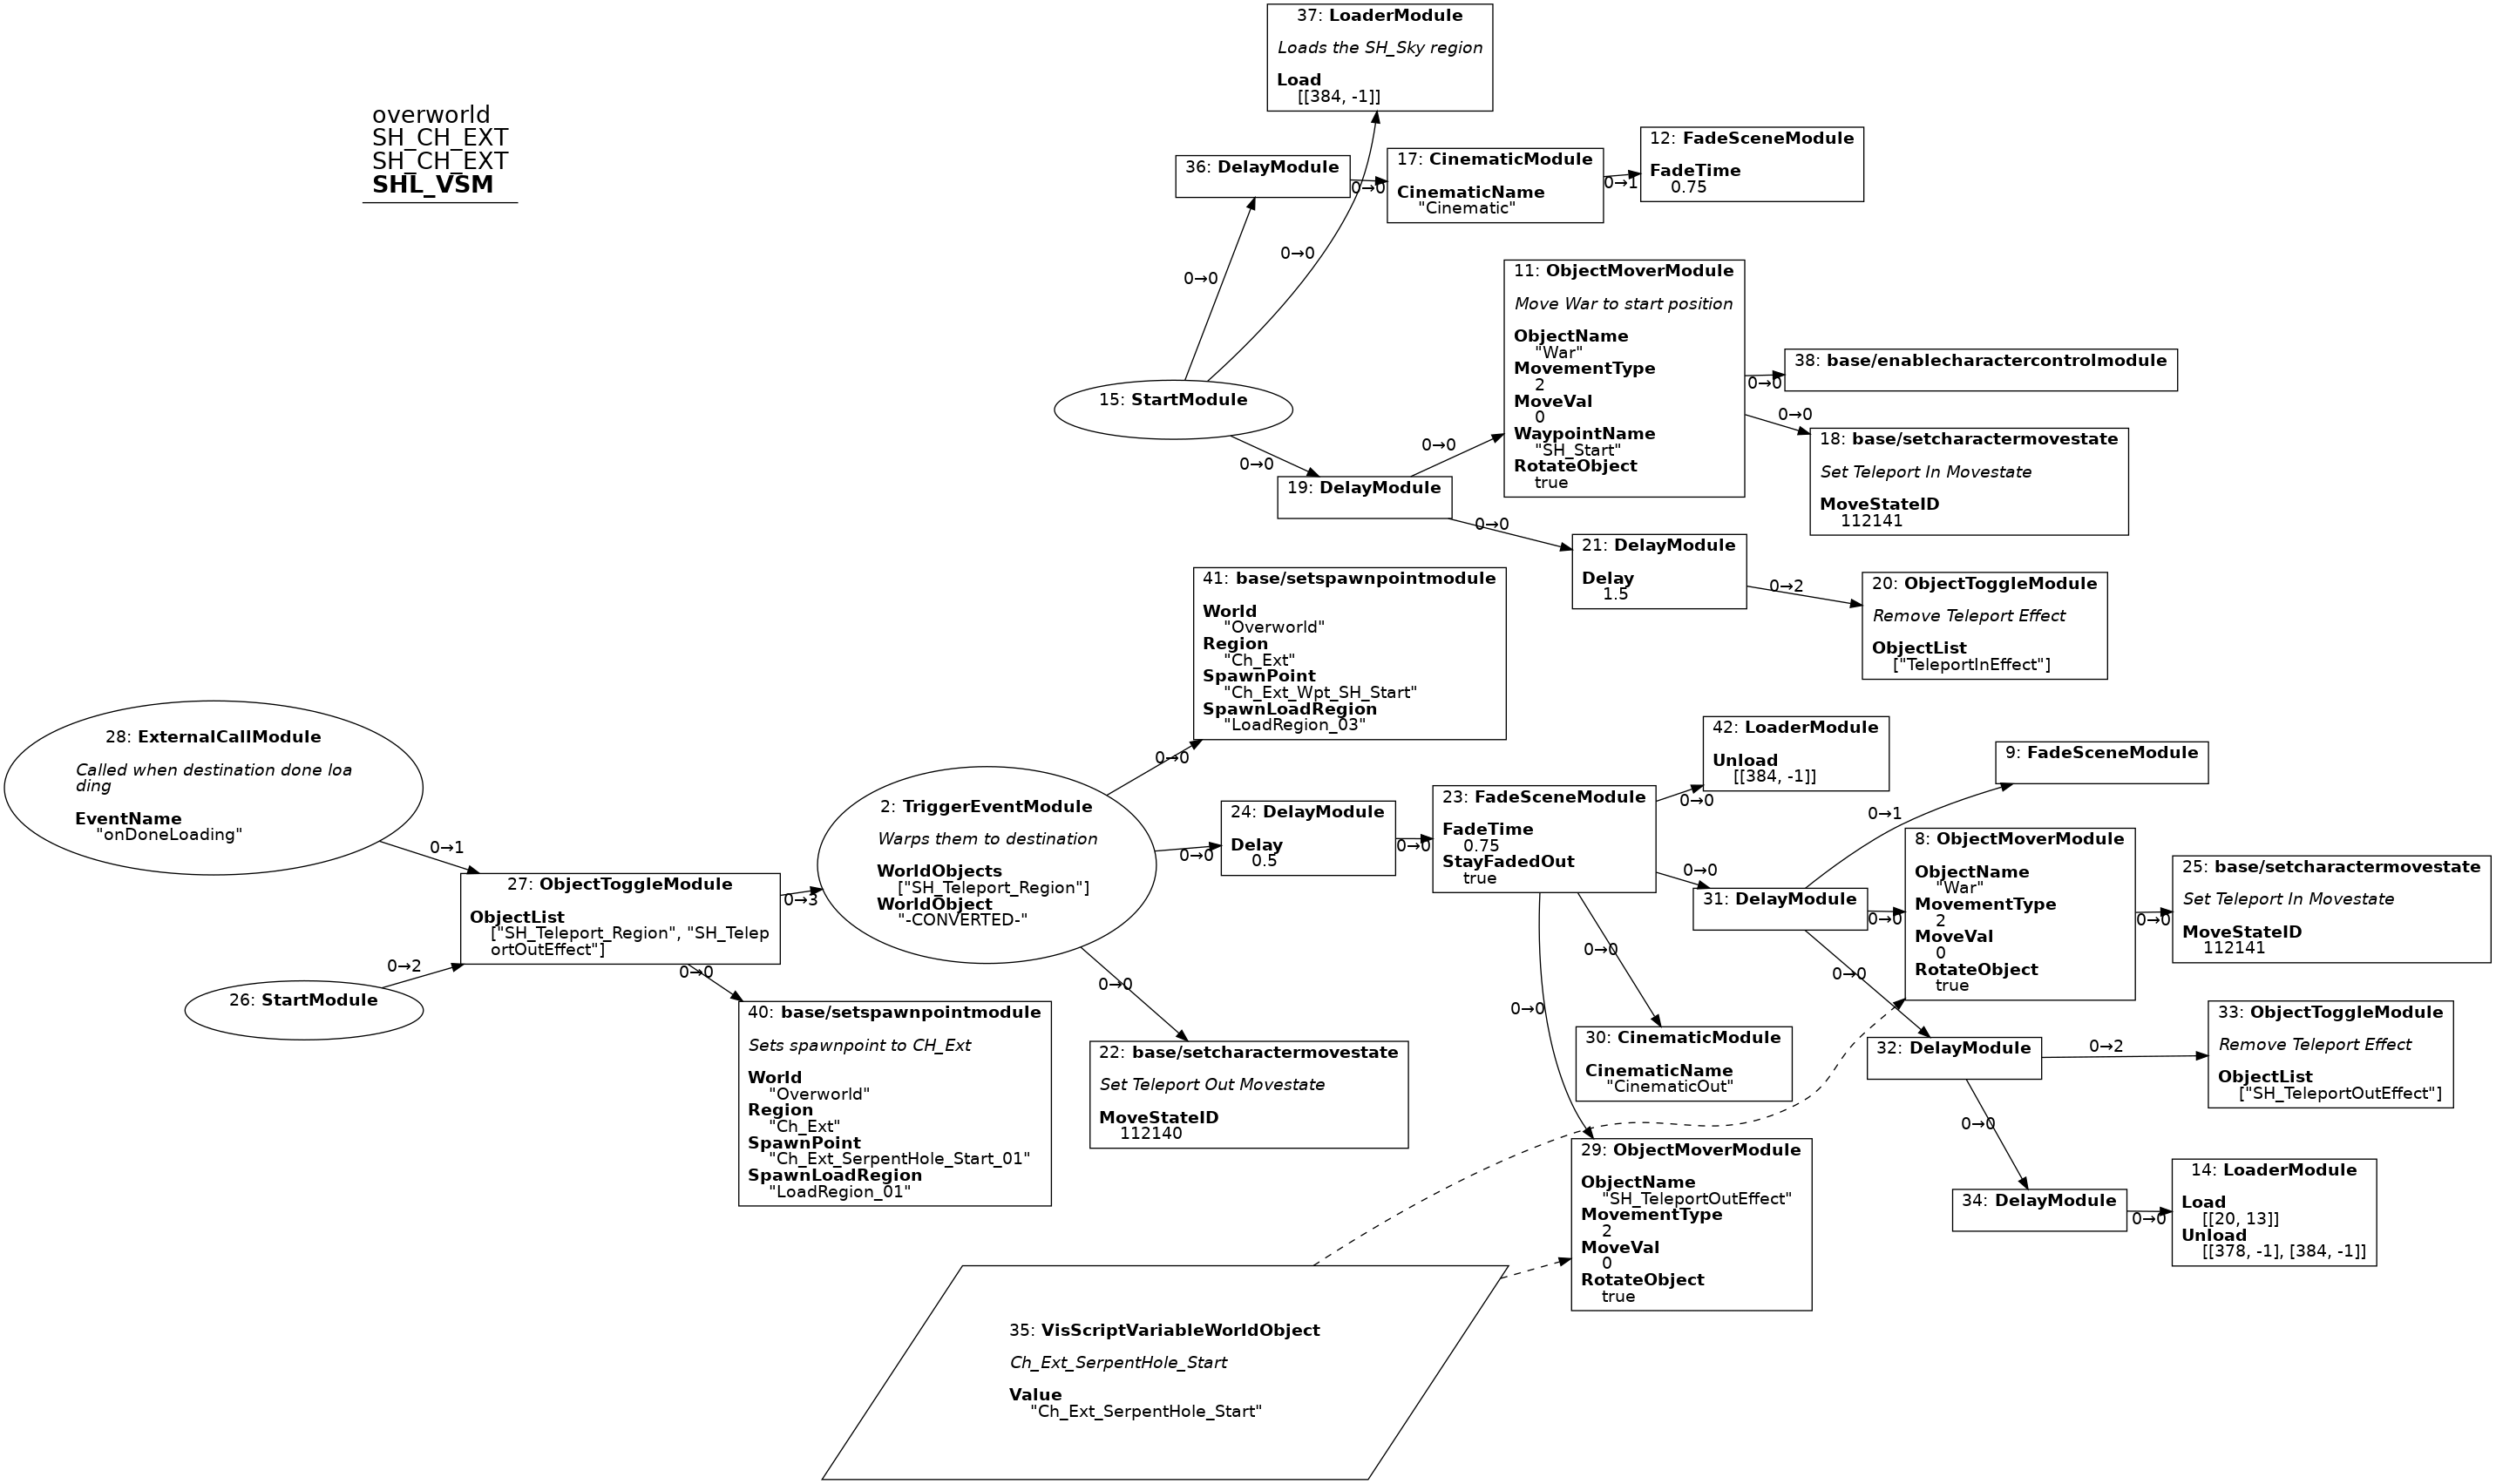 overworld
SH_CH_EXT
SH_CH_EXT
SHL_VSM
37: LoaderModule
Loads the SH_Sky region
Load
[[384, -1]]
36: DelayModule
0→0
17: CinematicModule
CinematicName
"Cinematic"
0→1
12: FadeSceneModule
FadeTime
0.75
0→0
0→0
15: StartModule
0→0
19: DelayModule
0→0
11: ObjectMoverModule
Move War to start position
ObjectName
"War"
MovementType
2
MoveVal
0
WaypointName
"SH_Start"
RotateObject
true
0→0
38: base/enablecharactercontrolmodule
0→0
18: base/setcharactermovestate
Set Teleport In Movestate
MoveStateID
112141
0→0
21: DelayModule
Delay
1.5
0→2
20: ObjectToggleModule
Remove Teleport Effect
ObjectList
["TeleportInEffect"]
41: base/setspawnpointmodule
World
"Overworld"
Region
"Ch_Ext"
SpawnPoint
"Ch_Ext_Wpt_SH_Start"
SpawnLoadRegion
"LoadRegion_03"
28: ExternalCallModule
Called when destination done loa
ding
EventName
"onDoneLoading"
0→1
26: StartModule
0→2
27: ObjectToggleModule
ObjectList
["SH_Teleport_Region", "SH_Telep
ortOutEffect"]
0→3
0→0
2: TriggerEventModule
Warps them to destination
WorldObjects
["SH_Teleport_Region"]
WorldObject
"-CONVERTED-"
0→0
0→0
0→0
24: DelayModule
Delay
0.5
0→0
23: FadeSceneModule
FadeTime
0.75
StayFadedOut
true
0→0
42: LoaderModule
Unload
[[384, -1]]
0→0
31: DelayModule
0→1
9: FadeSceneModule
0→0
8: ObjectMoverModule
ObjectName
"War"
MovementType
2
MoveVal
0
RotateObject
true
0→0
25: base/setcharactermovestate
Set Teleport In Movestate
MoveStateID
112141
40: base/setspawnpointmodule
Sets spawnpoint to CH_Ext
World
"Overworld"
Region
"Ch_Ext"
SpawnPoint
"Ch_Ext_SerpentHole_Start_01"
SpawnLoadRegion
"LoadRegion_01"
22: base/setcharactermovestate
Set Teleport Out Movestate
MoveStateID
112140
0→0
0→0
30: CinematicModule
CinematicName
"CinematicOut"
0→0
32: DelayModule
0→2
33: ObjectToggleModule
Remove Teleport Effect
ObjectList
["SH_TeleportOutEffect"]
0→0
34: DelayModule
0→0
14: LoaderModule
Load
[[20, 13]]
Unload
[[378, -1], [384, -1]]
29: ObjectMoverModule
ObjectName
"SH_TeleportOutEffect"
MovementType
2
MoveVal
0
RotateObject
true
35: VisScriptVariableWorldObject
Ch_Ext_SerpentHole_Start
Value
"Ch_Ext_SerpentHole_Start"